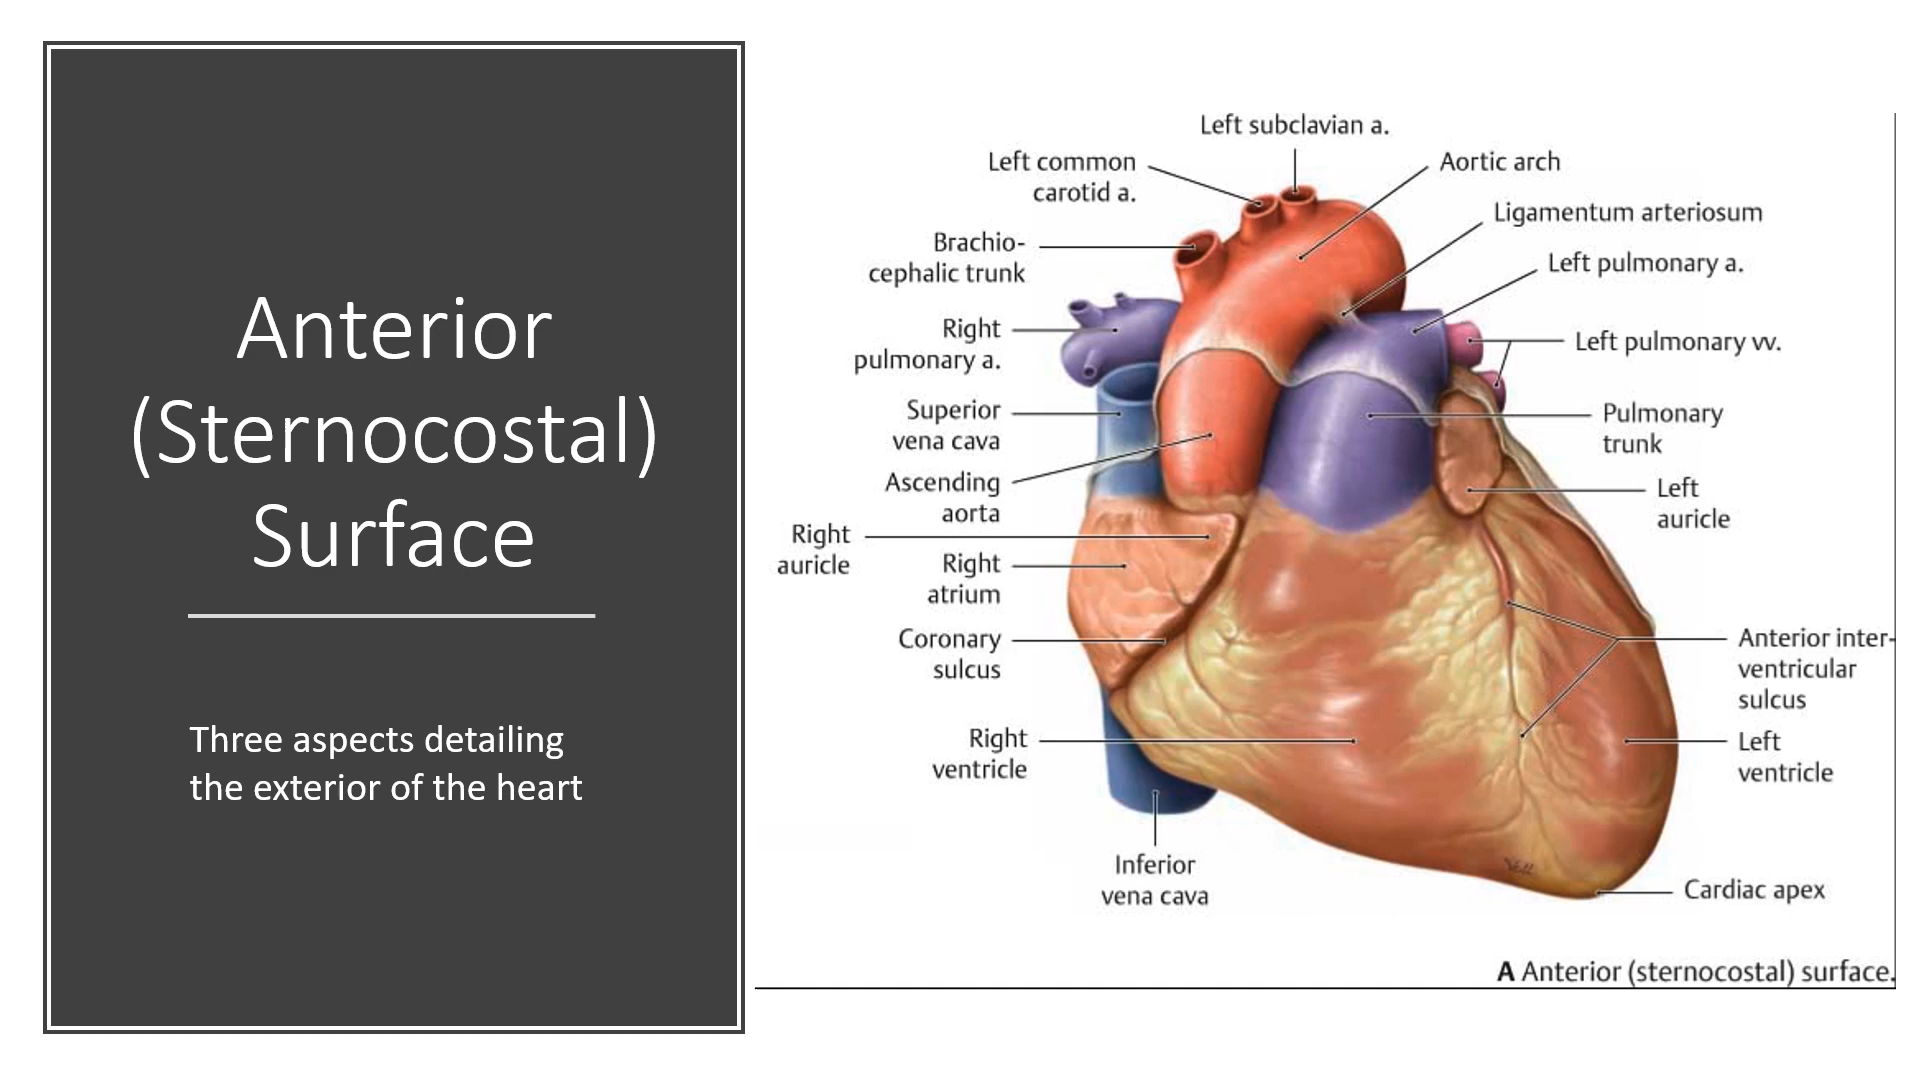 Anterior
(Sternocostal)
Surface
Three aspects detailing
the exterior of the heart
Left subclavian a.
Left common
carotid a.
Aortic arch
Ligamentum arteriosum
Brachio-
cephalic trunk
Left pulmonary a.
Right
pulmonary a.
Left pulmonary vv.
Superior
vena cava
Pulmonary
trunk
Ascending
aorta
Left
auricle
Right
auricle
Right
atrium
Coronary
sulcus
Anterior inter-
ventricular
sulcus
Right
ventricle
Left
ventricle
Inferior
vena cava
Cardiac apex
A Anterior (sternocostal) surface.